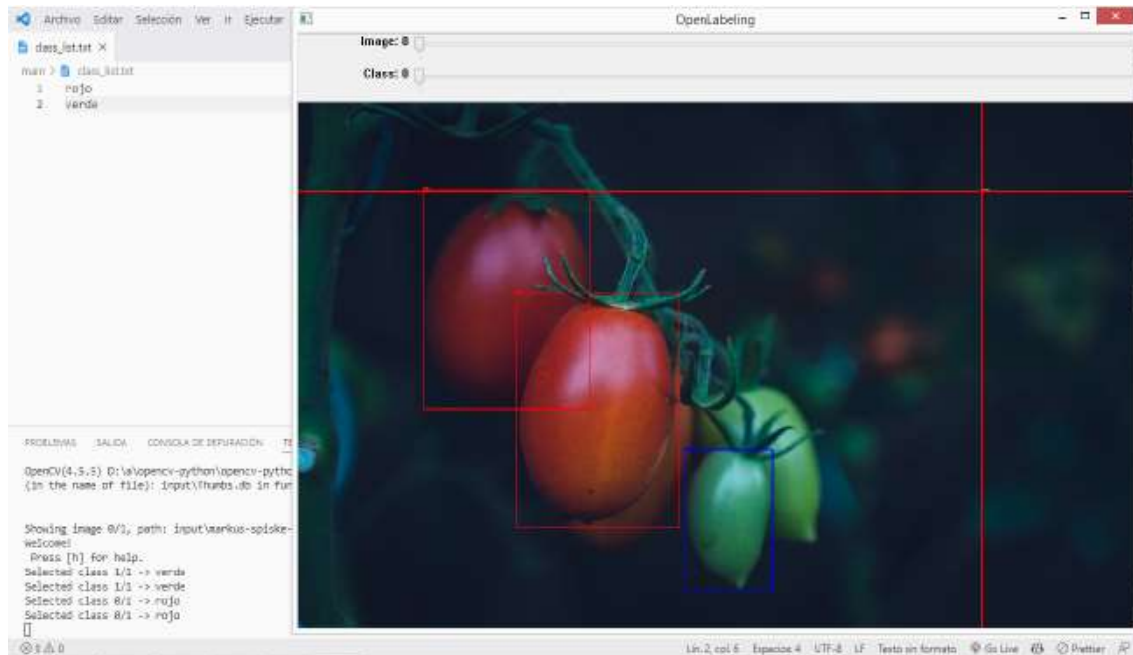 Archivo Editar Selección Ver Ir Ejecutar
OpenLabeling
class_list.txt ×
Image: 0
main > class_list.txt
Class: 0
1 rojo
2 verde
PROBLEMAS SALIDA CONSOLA DE DEPURACIÓN TE
OpenCV(4.5.5) D:\a\opencv-python\opencv-pytho
(in the name of file): input\Thumbs.db in fun
Showing image 0/1, path: input\markus-spiske-
Welcome!
Press [h] for help.
Selected class 1/1 -> verde
Selected class 1/1 -> verde
Selected class 0/1 -> rojo
Selected class 0/1 -> rojo
Lín. 2, col. 6 Espacios: 4 UTF-8 LF Texto sin formato Go Live Prettier